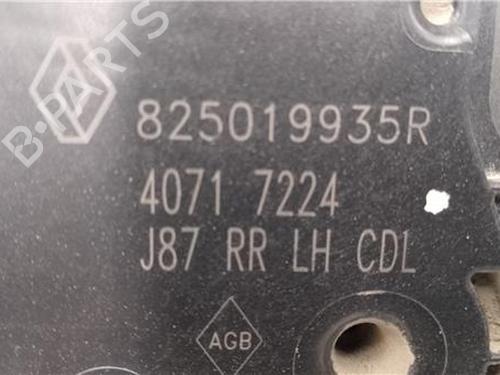 B-PARTS
825019935R
4071 7224
J87 RR LH CDL
AGB